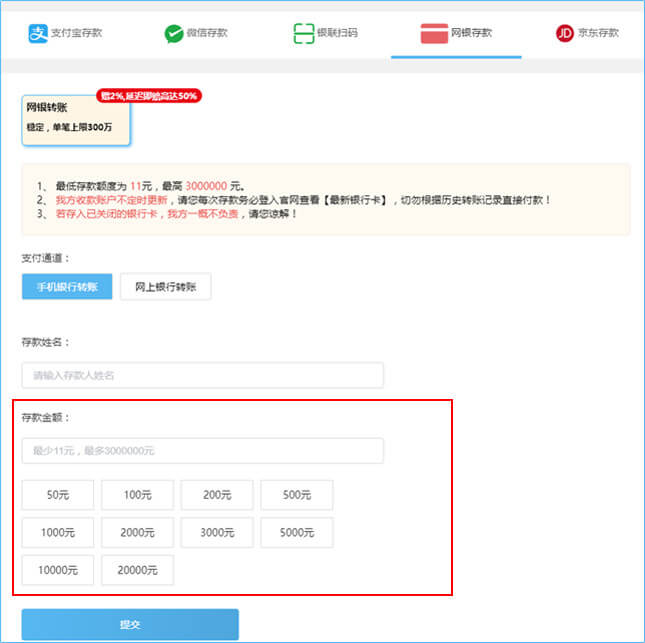 支付宝存款
微信存款
银联扫码
网银存款
JD 京东存款
赠2%,延迟即赔高达50%
网银转账
稳定，单笔上限300万
1、 最低存款额度为 11元，最高 3000000 元。
2、 我方收款账户不定时更新，请您每次存款务必登入官网查看【最新银行卡】，切勿根据历史转账记录直接付款！
3、 若存入已关闭的银行卡，我方一概不负责，请您谅解！
支付通道：
手机银行转账
网上银行转账
存款姓名：
请输入存款人姓名
存款金额：
最少11元，最多3000000元
50元
100元
200元
500元
1000元
2000元
3000元
5000元
10000元
20000元
提交